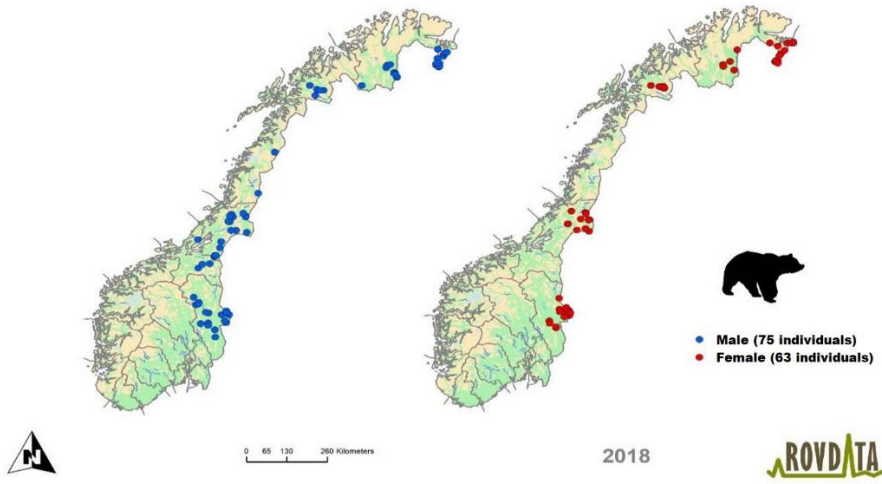 Male (75 individuals)
Female (63 individuals)
N
0 65 130 260 Kilometers
2018
ROVDATA